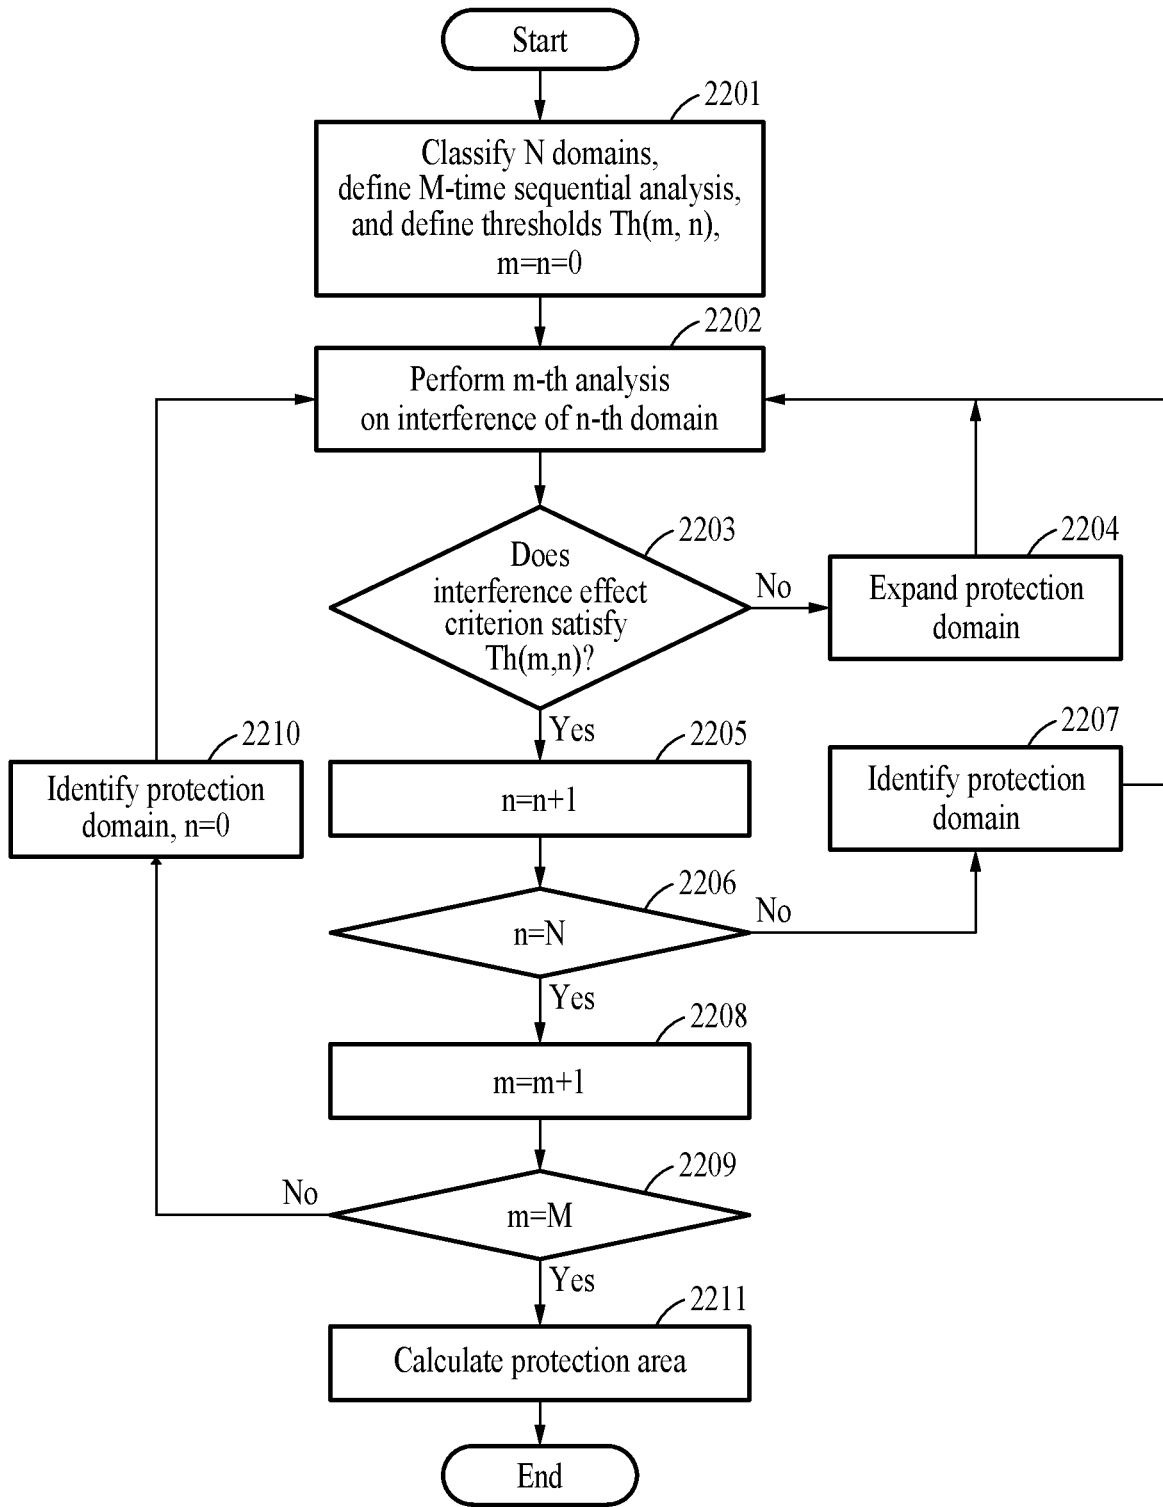 Start
2201
Classify N domains,
define M-time sequential analysis,
and define thresholds Th(m, n),
m=n=0
2202
Perform m-th analysis
on interference of n-th domain
2203
Does
interference effect
criterion satisfy
Th(m,n)?
No
2204
Expand protection
domain
Yes
2205
n=n+1
2207
Identify protection
domain
2210
Identify protection
domain, n=0
2206
n=N
No
Yes
2208
m=m+1
2209
m=M
No
Yes
2211
Calculate protection area
End